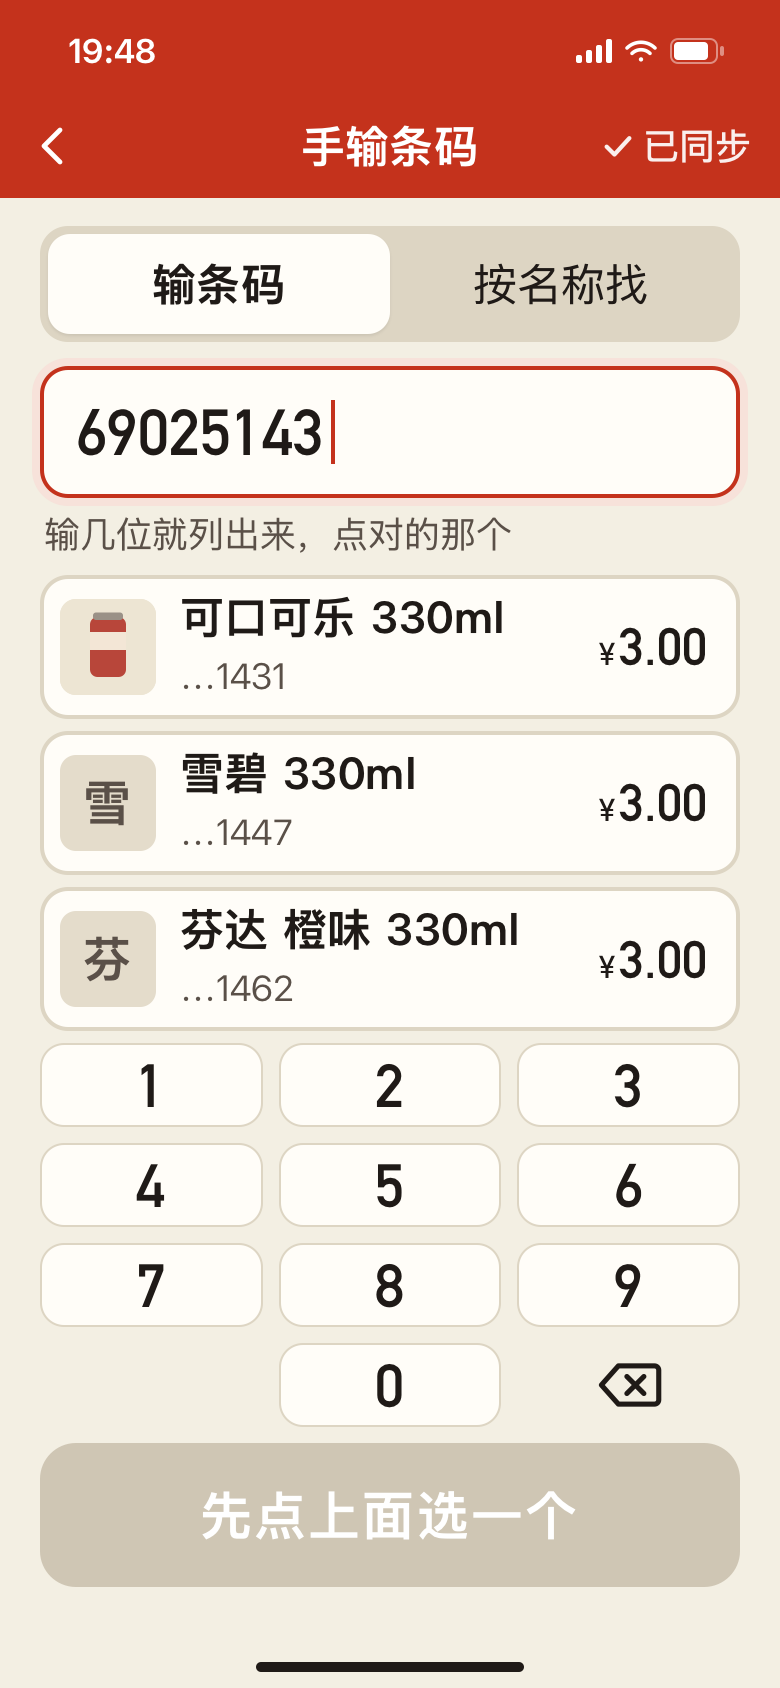 19:48
手输条码
已同步
输条码
按名称找
69025143
输几位就列出来，点对的那个
可口可乐 330ml
...1431
¥3.00
雪
雪碧 330ml
...1447
¥3.00
芬
芬达 橙味 330ml
...1462
¥3.00
1 2 3
4 5 6
7 8 9
0
先点上面选一个